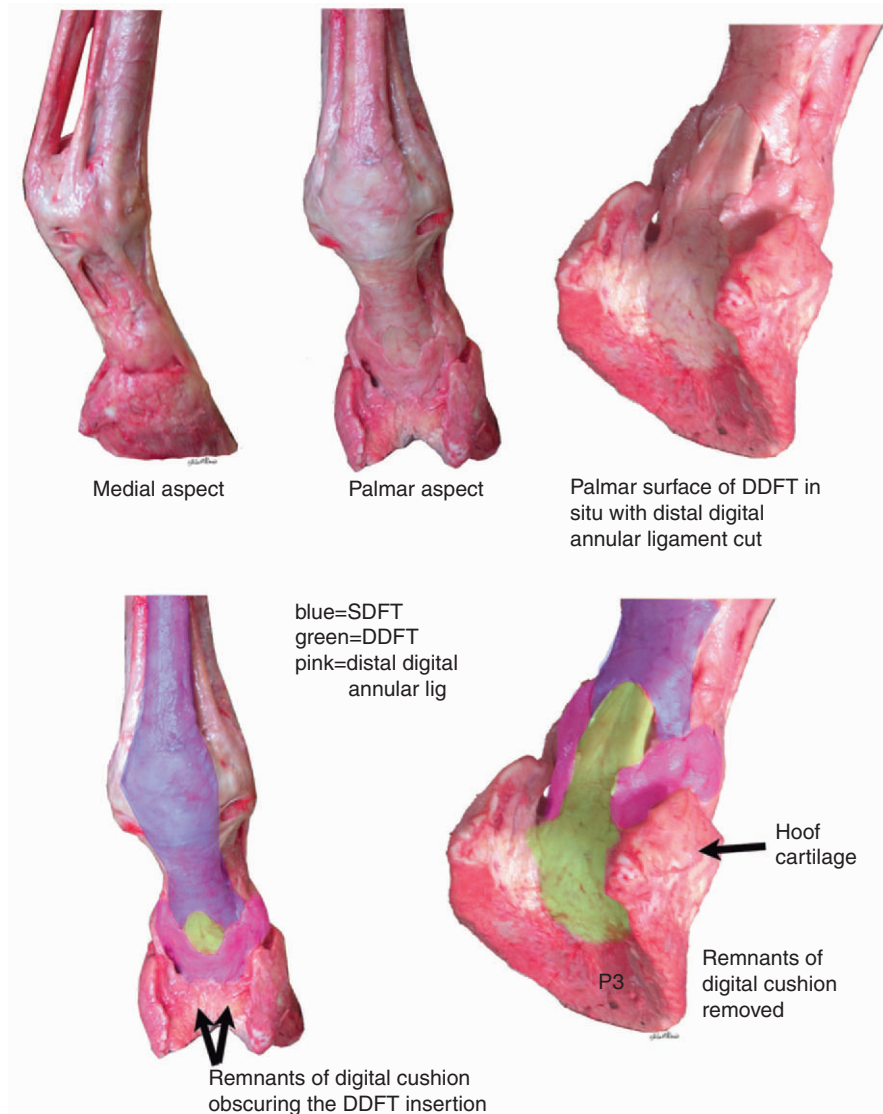 Medial aspect
Palmar aspect
Palmar surface of DDFT in
situ with distal digital
annular ligament cut
blue=SDFT
green=DDFT
pink=distal digital
annular lig
Hoof
cartilage
P3
Remnants of
digital cushion
removed
Remnants of digital cushion
obscuring the DDFT insertion